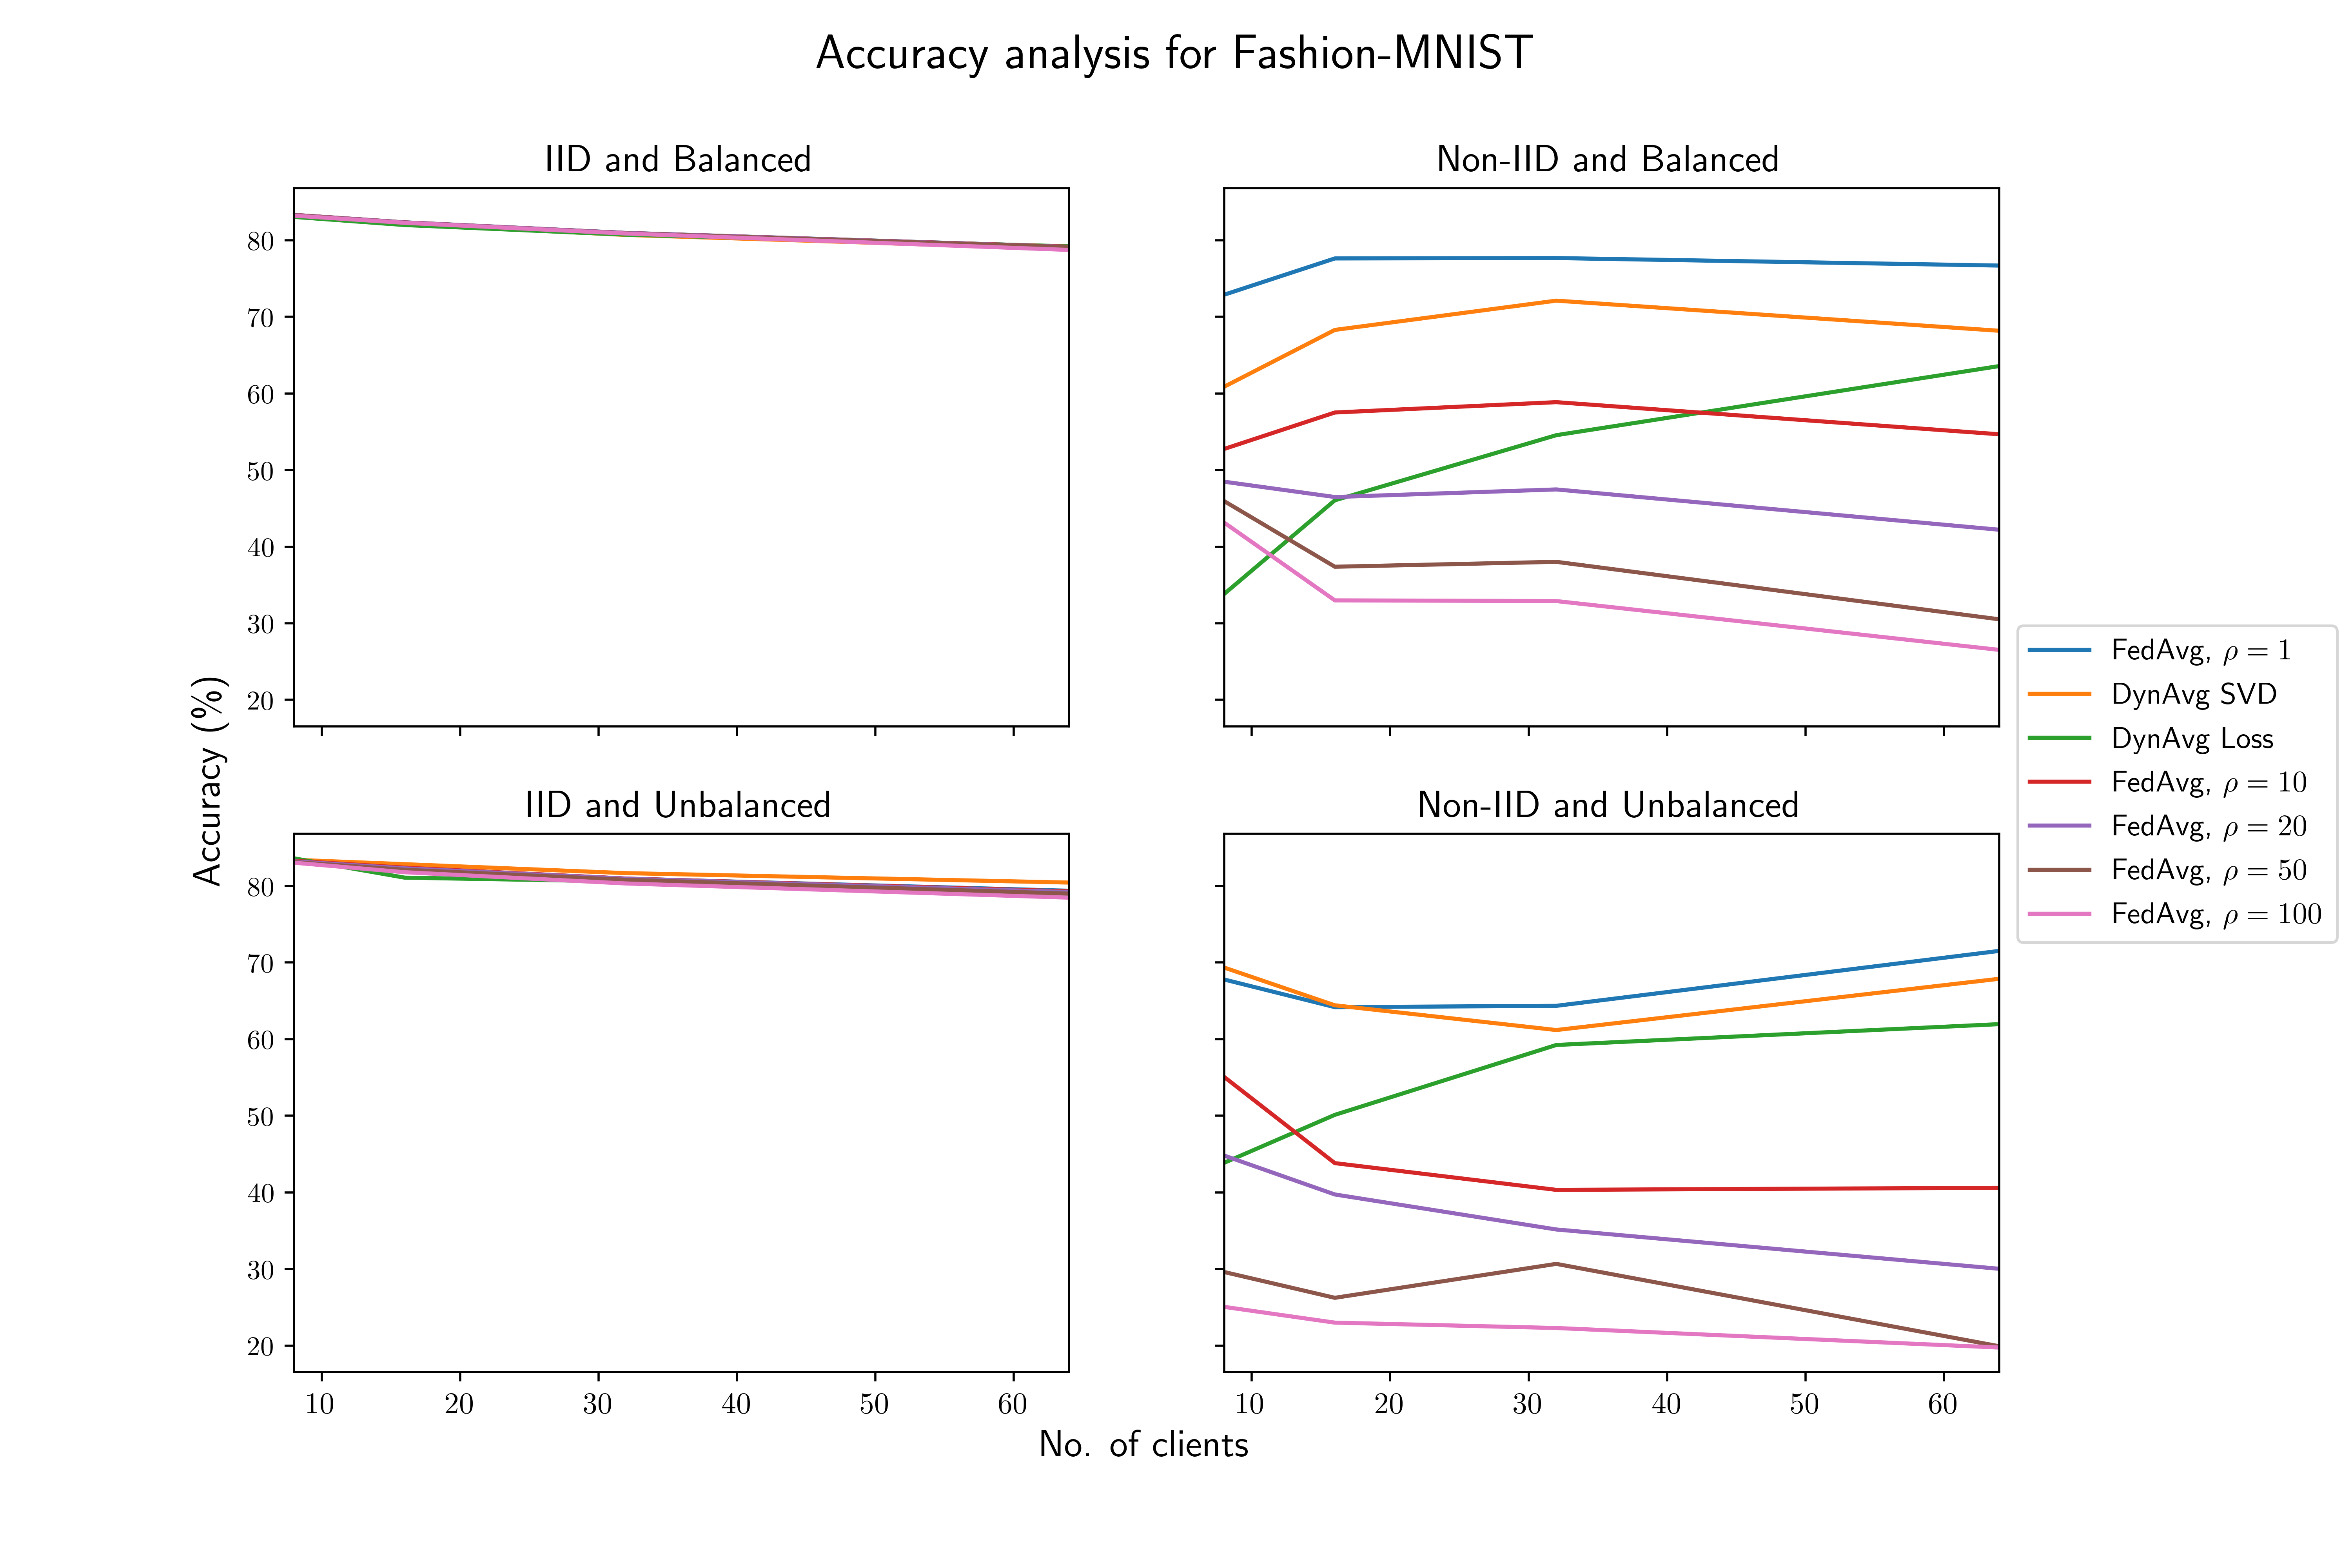 Accuracy analysis for Fashion-MNIST
IID and Balanced
Non-IID and Balanced
80
70
60
50
40
30
20
Accuracy (%)
FedAvg, ρ = 1
DynAvg SVD
DynAvg Loss
FedAvg, ρ = 10
FedAvg, ρ = 20
FedAvg, ρ = 50
FedAvg, ρ = 100
IID and Unbalanced
Non-IID and Unbalanced
80
70
60
50
40
30
20
10 20 30 40 50 60
10 20 30 40 50 60
No. of clients